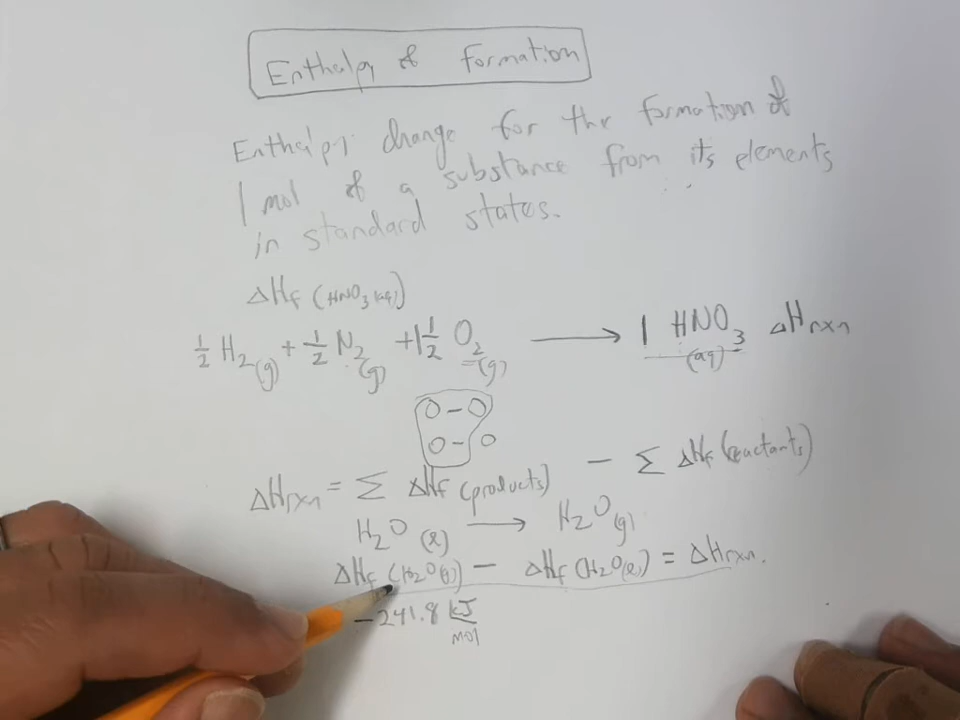 Enthalpy of formation
Enthalpy change for the formation of
1 mol of a substance from its elements
in standard states.
ΔHf (HNO3(aq))
1/2 H2(g) + 1/2 N2(g) + 1 1/2 O2(g) → 1 HNO3(aq) ΔHrxn
O-O
O-O
ΔHrxn = Σ ΔHf (products) - Σ ΔHf (reactants)
H2O(l) → H2O(g)
ΔHf (H2O(g)) - ΔHf (H2O(l)) = ΔHrxn.
-241.8 kJ/mol